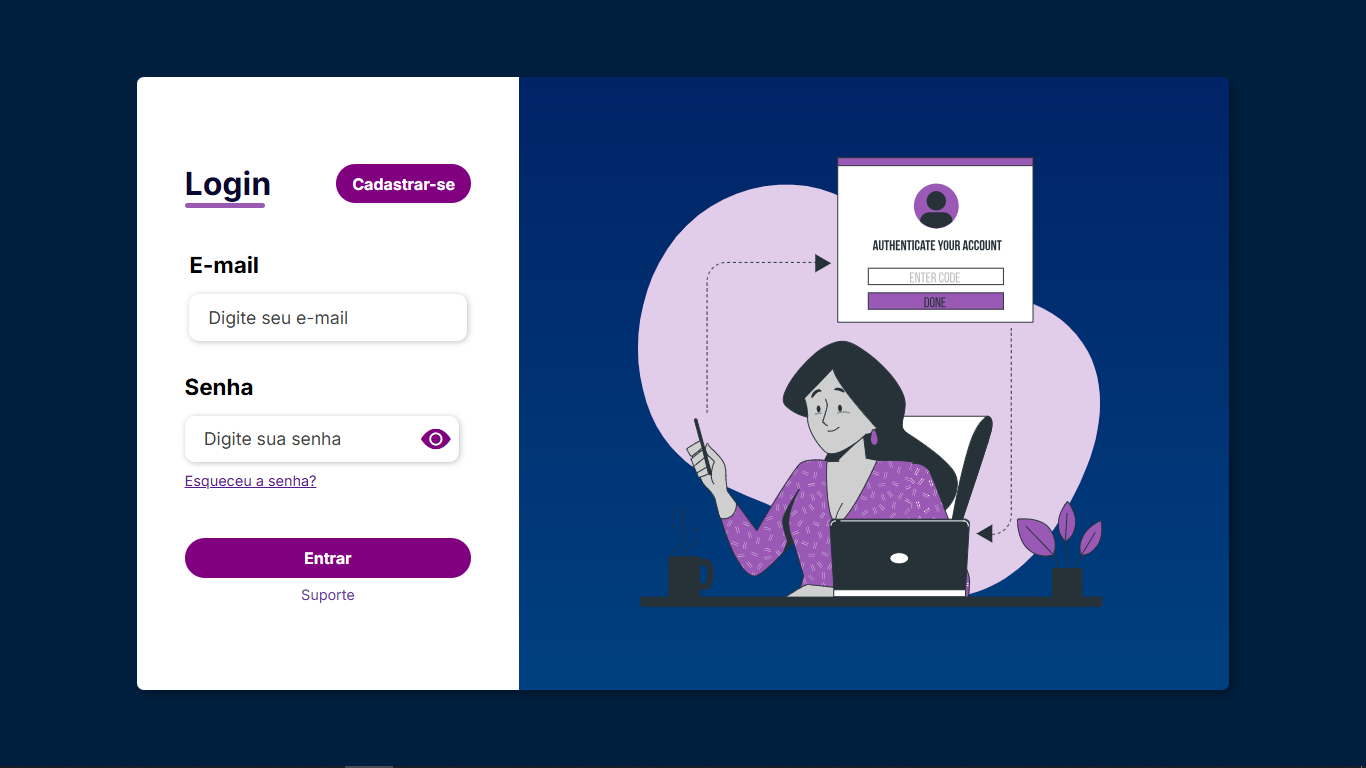 Login
Cadastrar-se
E-mail
Digite seu e-mail
Senha
Digite sua senha
Esqueceu a senha?
Entrar
Suporte
AUTHENTICATE YOUR ACCOUNT
ENTER CODE
DONE